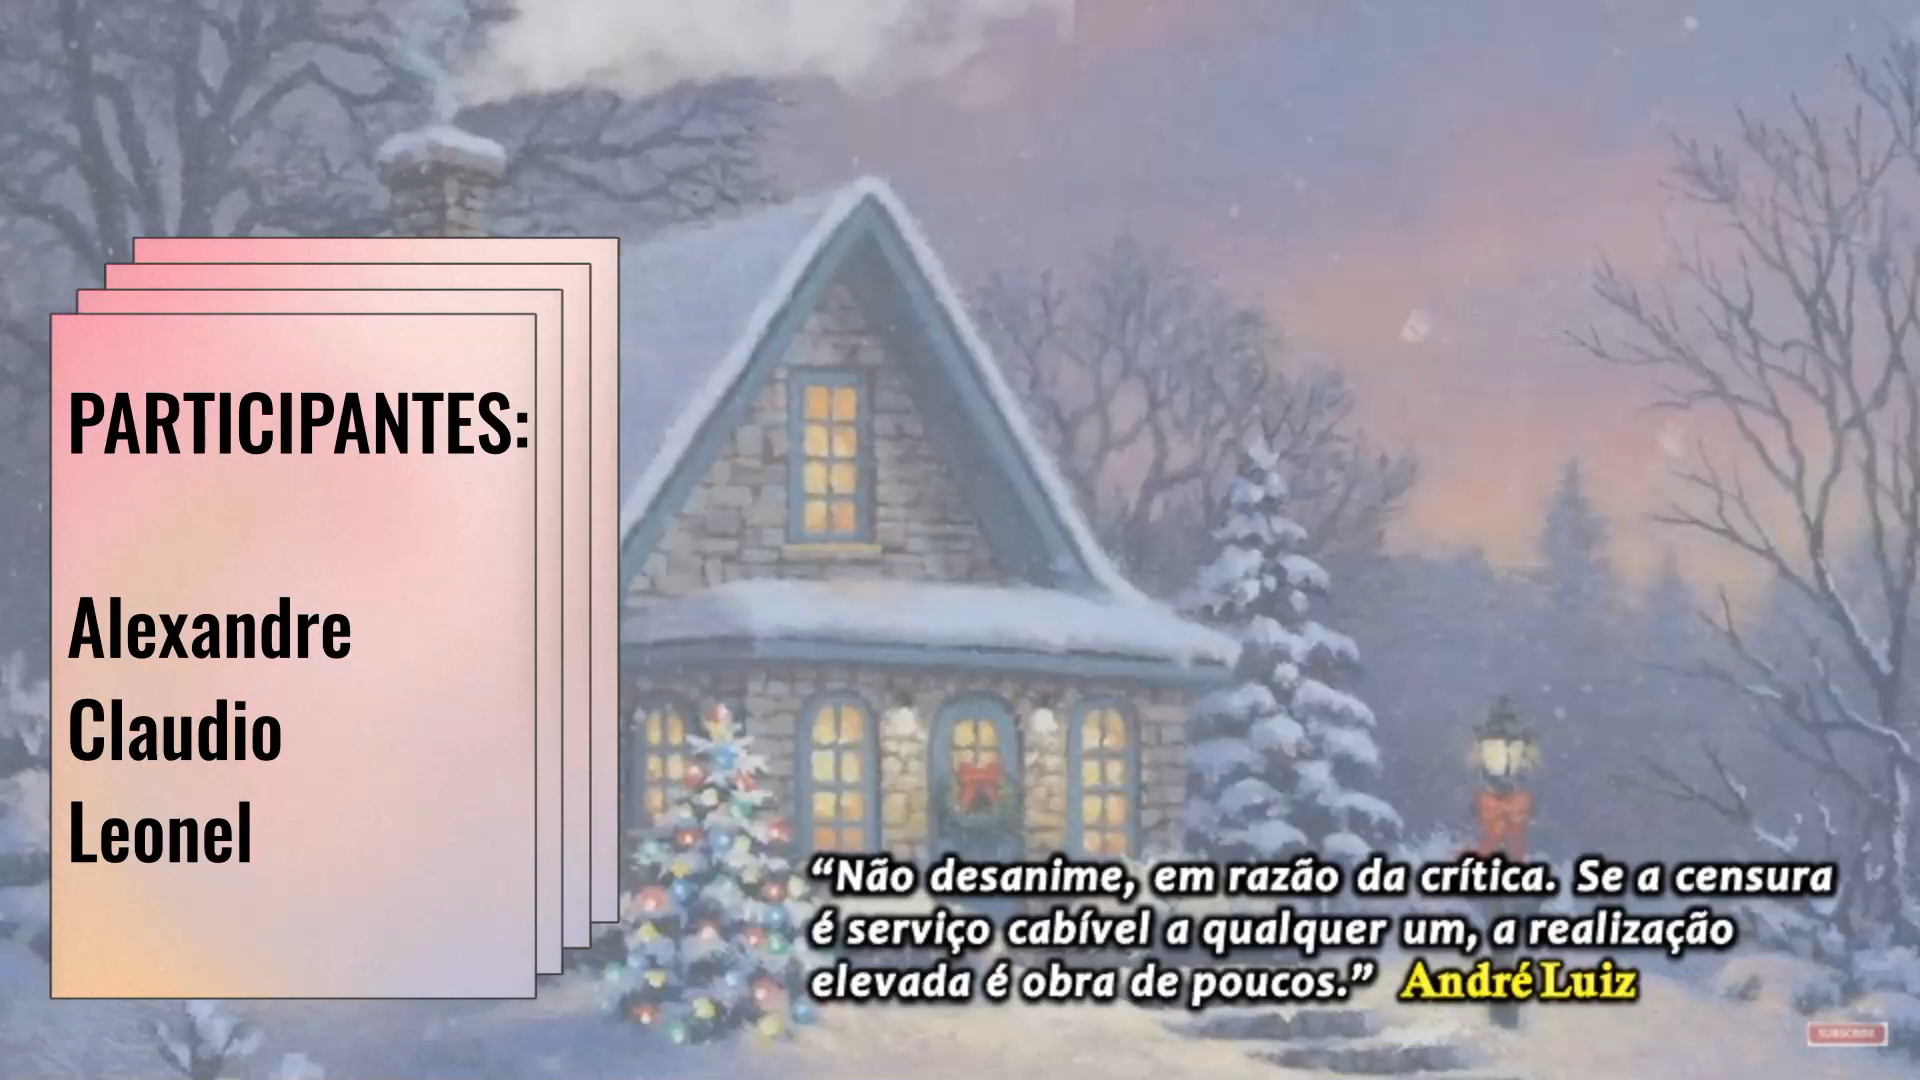 PARTICIPANTES:
Alexandre
Claudio
Leonel
“Não desanime, em razão da crítica. Se a censura
é serviço cabível a qualquer um, a realização
elevada é obra de poucos.” André Luiz
SUBSCRIBE